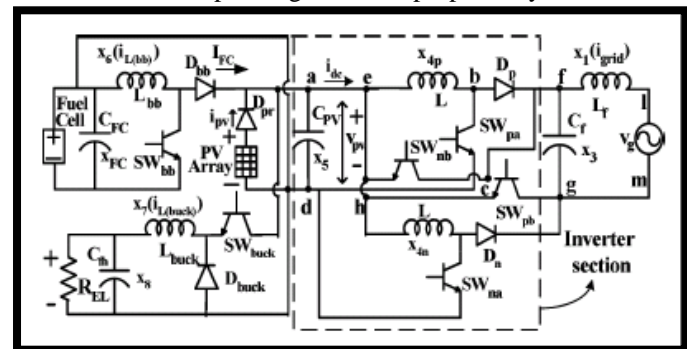 x6(iL(bb))
IFC
Dbb
idc
x4p
Dp
x1(igrid)
a
e
b
f
Lbb
L
Lf
l
Fuel
Cell
CFC
xFC
SWbb
ipv
+
Dpr
PV
Array
CPV
x5
+
vpv
-
SWpa
SWnb
Cf
x3
vg
c
d
h
g
m
x7(iL(buck))
-
SWpb
L
x4n
Dn
Inverter
section
+
-
REL
Cfh
x8
Lbuck
SWbuck
Dbuck
SWna